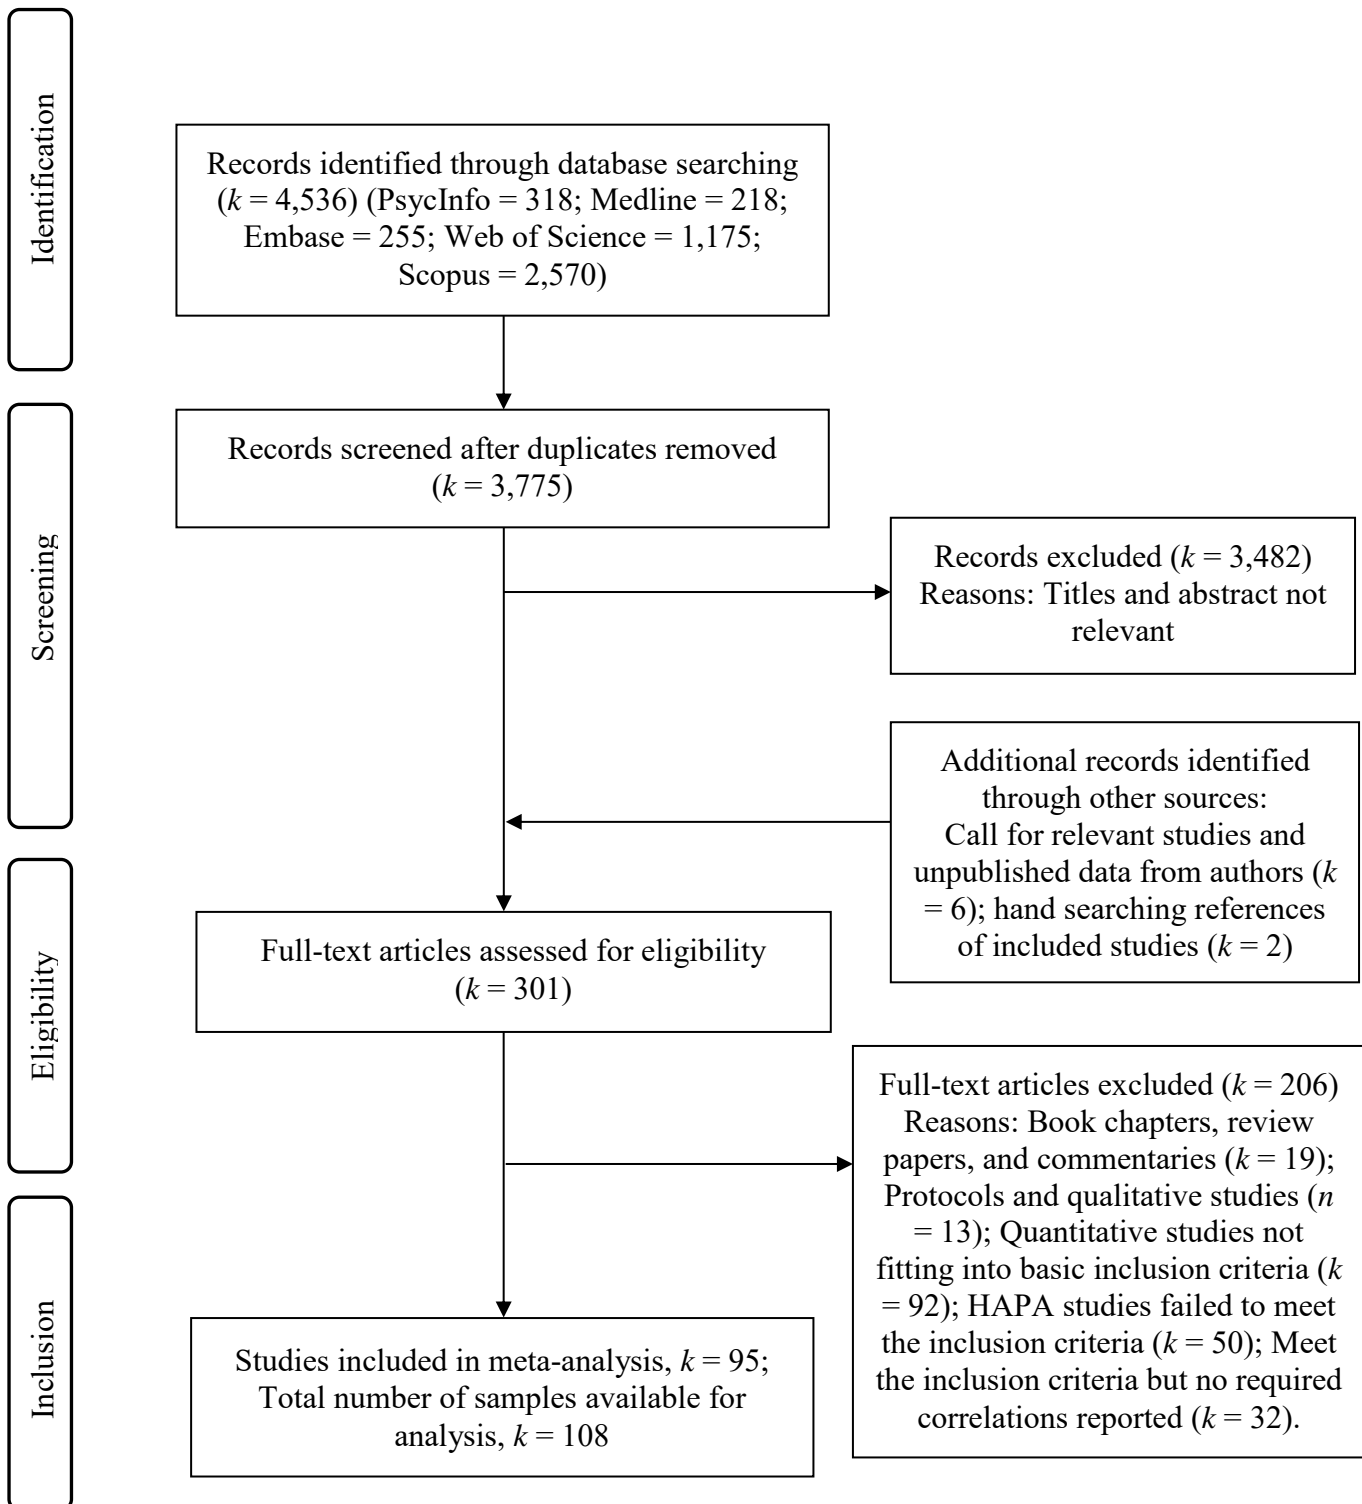 Identification
Records identified through database searching
(k = 4,536) (PsycInfo = 318; Medline = 218;
Embase = 255; Web of Science = 1,175;
Scopus = 2,570)
Screening
Records screened after duplicates removed
(k = 3,775)
Records excluded (k = 3,482)
Reasons: Titles and abstract not
relevant
Additional records identified
through other sources:
Call for relevant studies and
unpublished data from authors (k
= 6); hand searching references
of included studies (k = 2)
Eligibility
Full-text articles assessed for eligibility
(k = 301)
Full-text articles excluded (k = 206)
Reasons: Book chapters, review
papers, and commentaries (k = 19);
Protocols and qualitative studies (n
= 13); Quantitative studies not
fitting into basic inclusion criteria (k
= 92); HAPA studies failed to meet
the inclusion criteria (k = 50); Meet
the inclusion criteria but no required
correlations reported (k = 32).
Inclusion
Studies included in meta-analysis, k = 95;
Total number of samples available for
analysis, k = 108